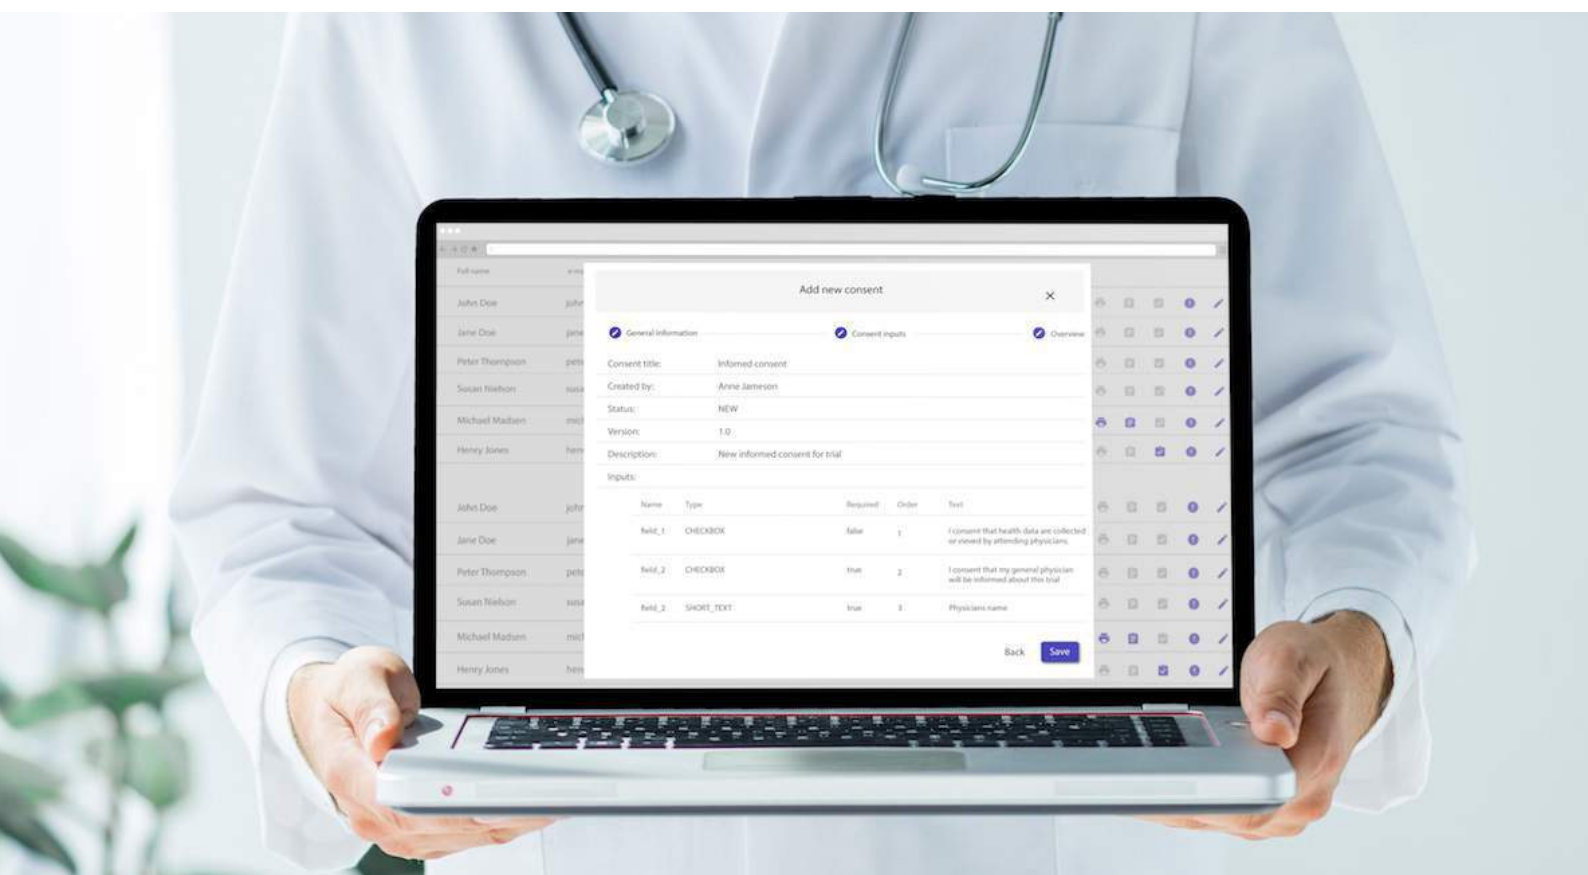 Full name
John Doe
Jane Doe
Peter Thompson
Susan Nielson
Michael Madsen
Henry Jones
John Doe
Jane Doe
Peter Thompson
Susan Nielson
Michael Madsen
Henry Jones
Add new consent
General information Consent inputs Overview
Consent title: Informed consent
Created by: Anne Jameson
Status: NEW
Version: 1.0
Description: New informed consent for trial
Inputs:
Name Type Required Order Text
field_1 CHECKBOX false 1 I consent that health data are collected
or viewed by attending physicians.
field_2 CHECKBOX true 2 I consent that my general physician
will be informed about this trial
field_2 SHORT_TEXT true 3 Physicians name
Back Save